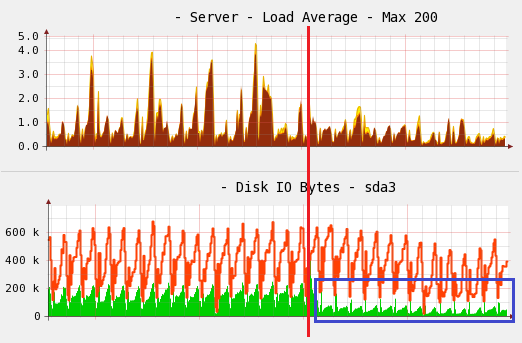 - Server - Load Average - Max 200
5.0
4.0
3.0
2.0
1.0
0.0
- Disk IO Bytes - sda3
600 k
400 k
200 k
0